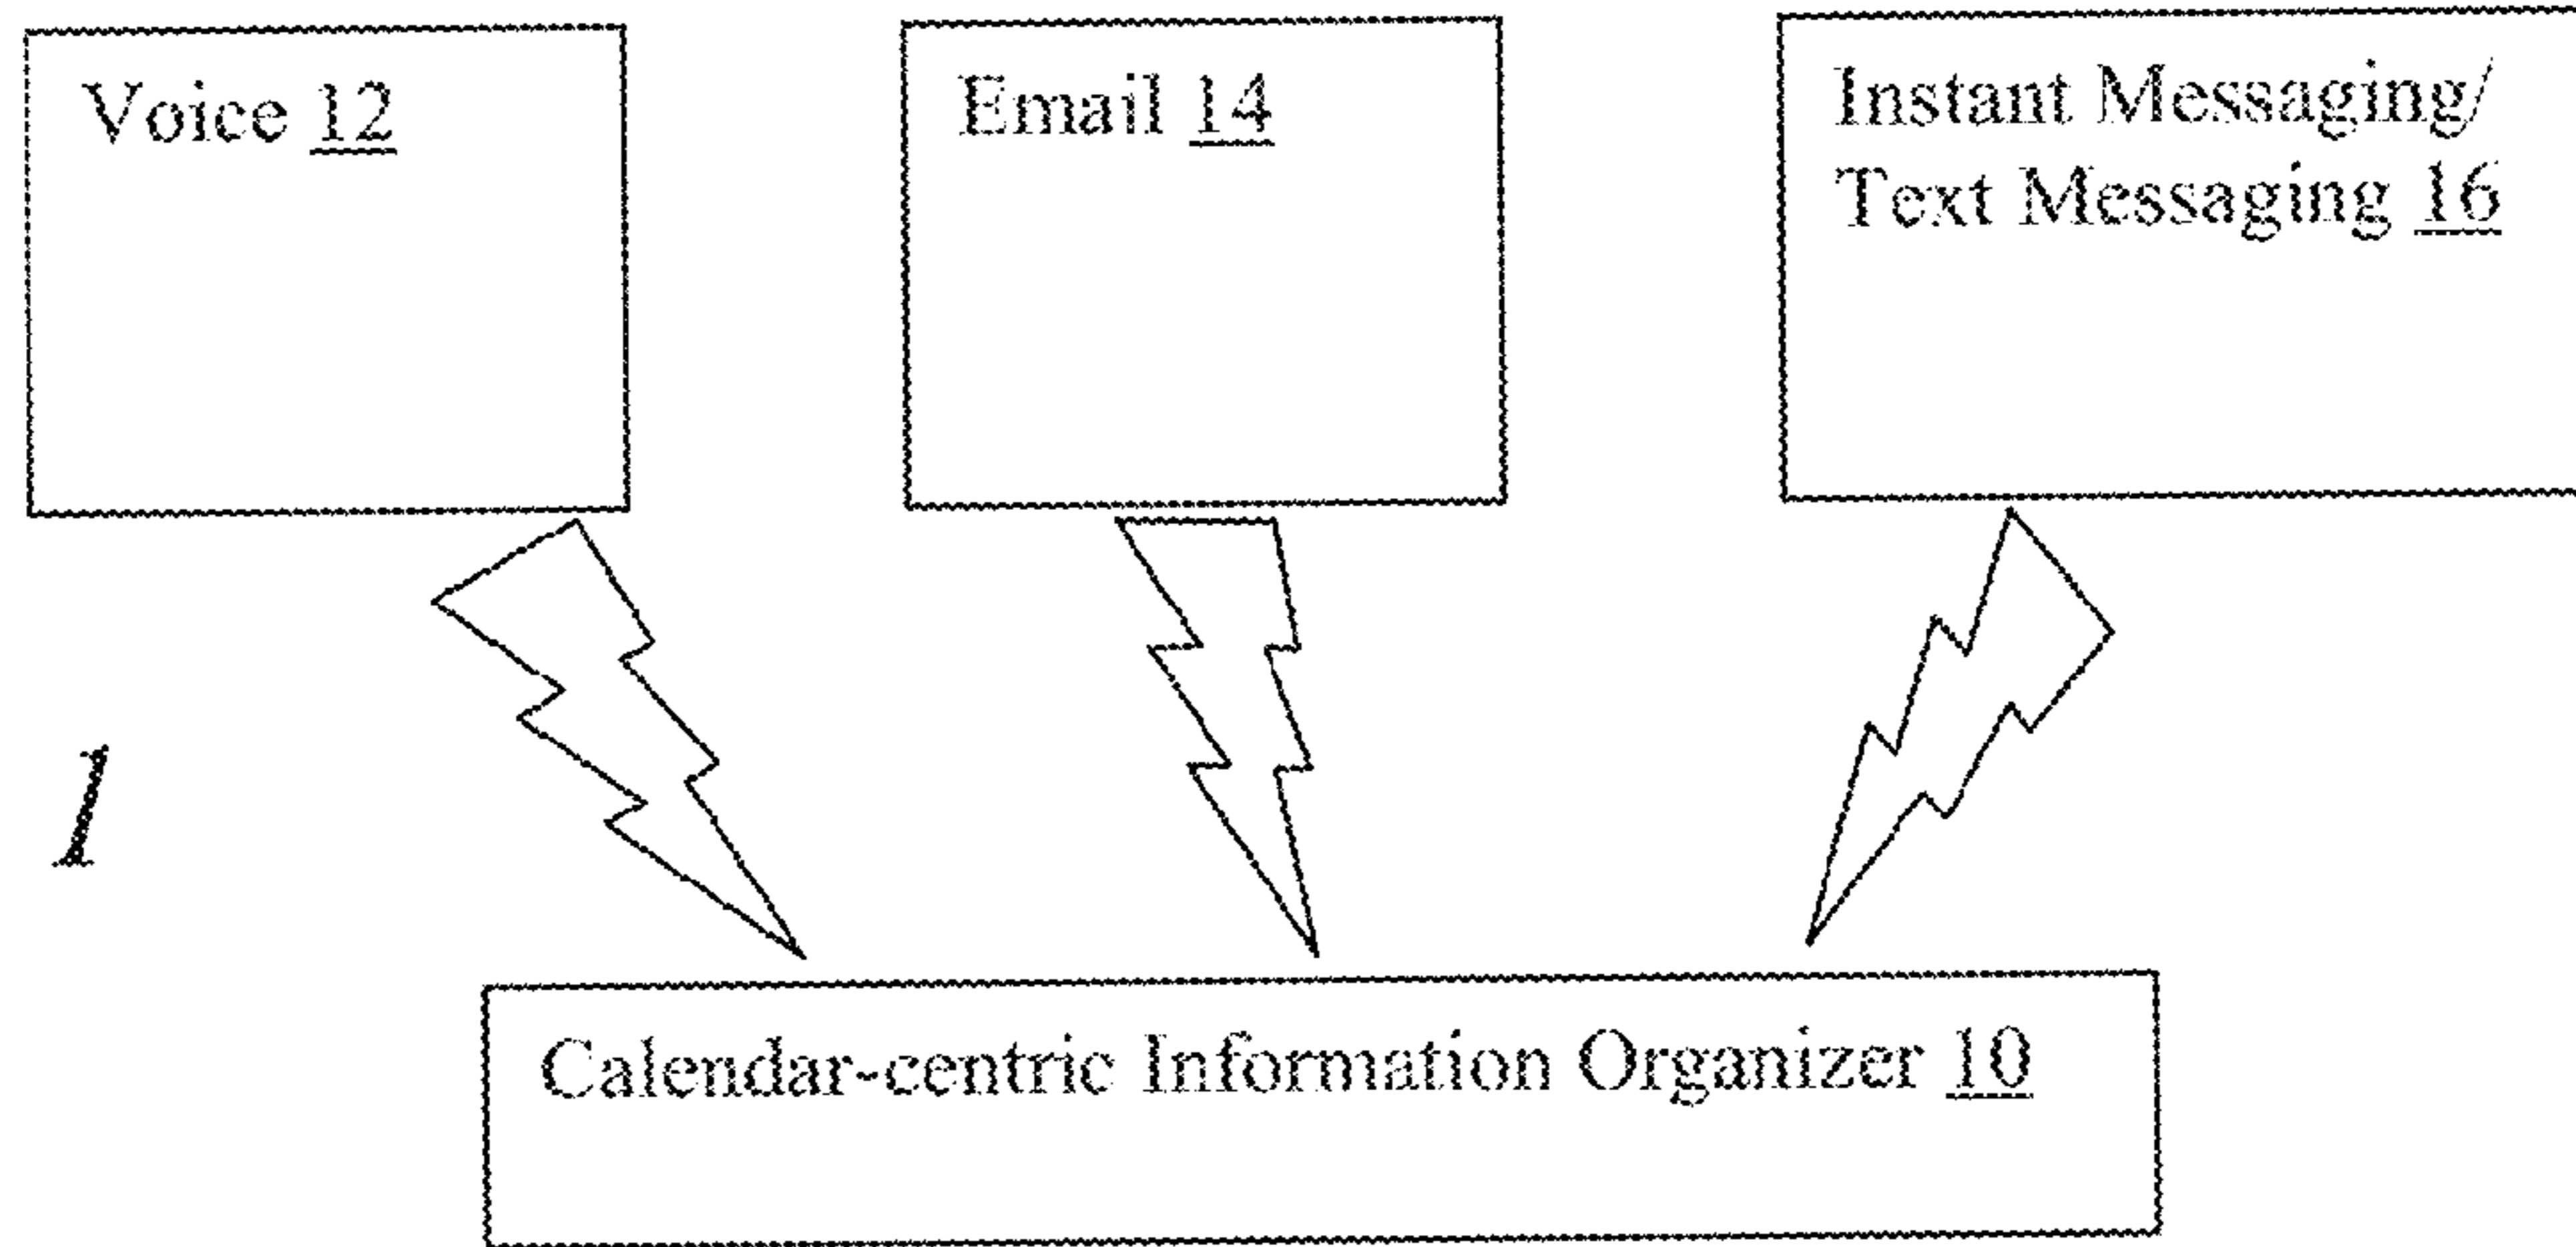 Voice 12
Email 14
Instant Messaging/
Text Messaging 16
1
Calendar-centric Information Organizer 10